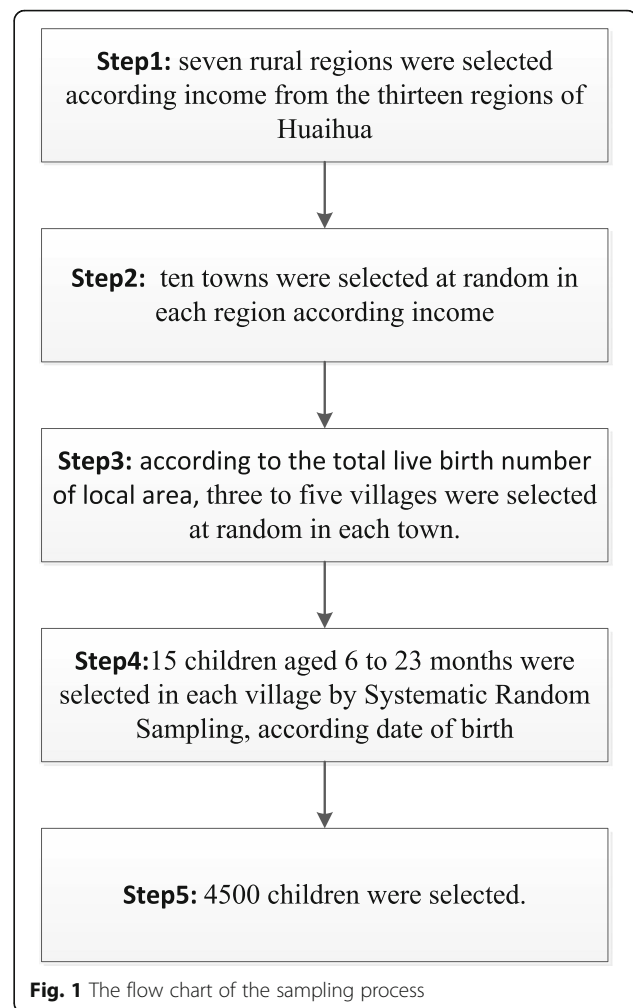 Step1: seven rural regions were selected
according income from the thirteen regions of
Huaihua
Step2: ten towns were selected at random in
each region according income
Step3: according to the total live birth number
of local area, three to five villages were selected
at random in each town.
Step4:15 children aged 6 to 23 months were
selected in each village by Systematic Random
Sampling, according date of birth
Step5: 4500 children were selected.
Fig. 1 The flow chart of the sampling process